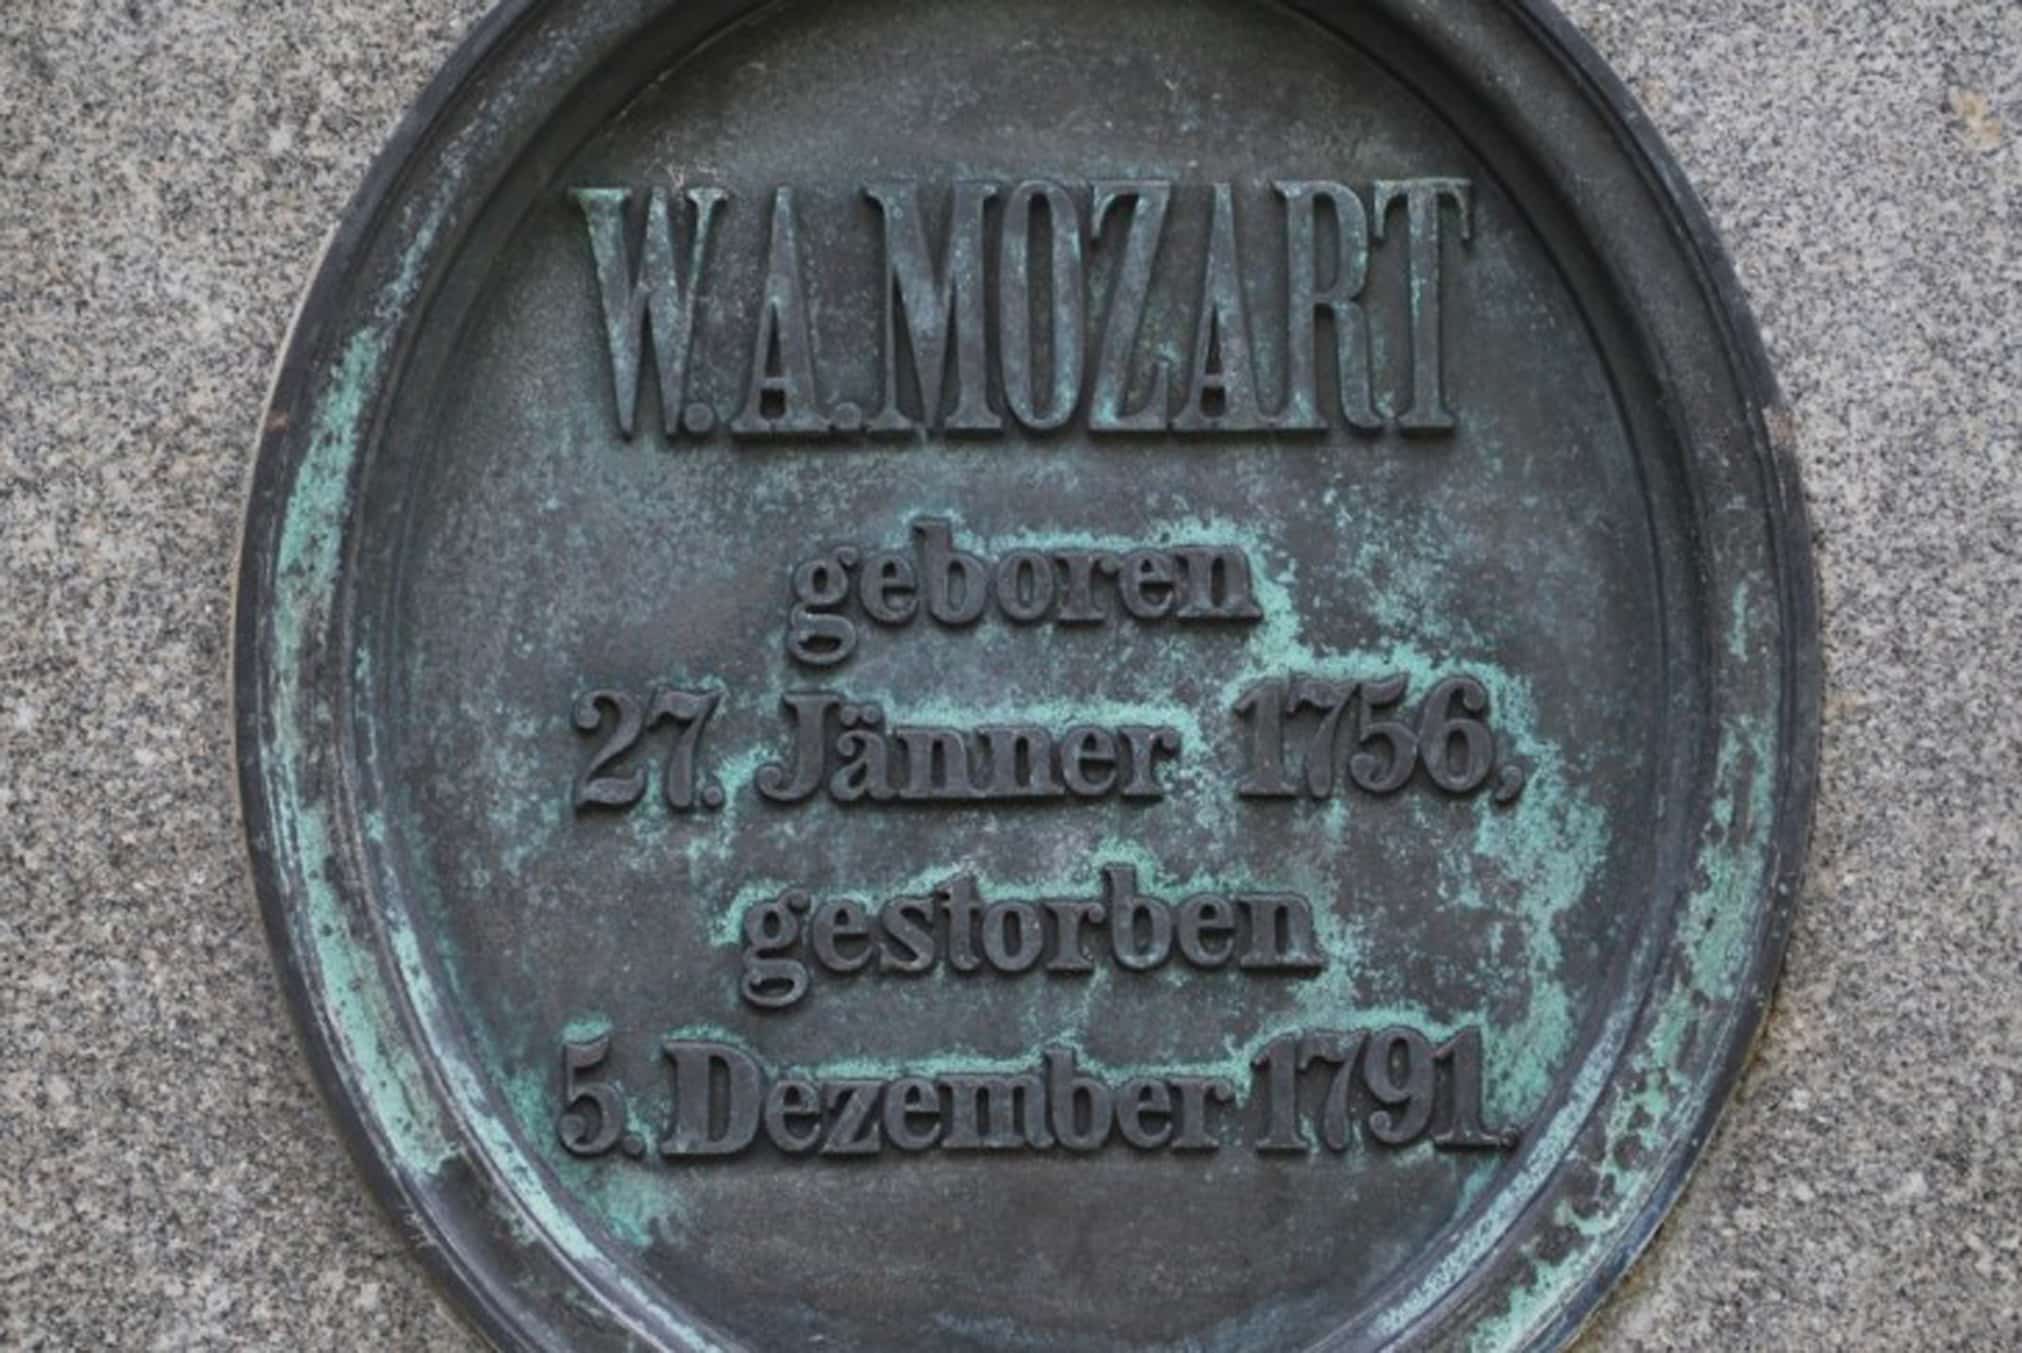 W.A.MOZART
geboren
27. Jänner 1756,
gestorben
5. Dezember 1791.